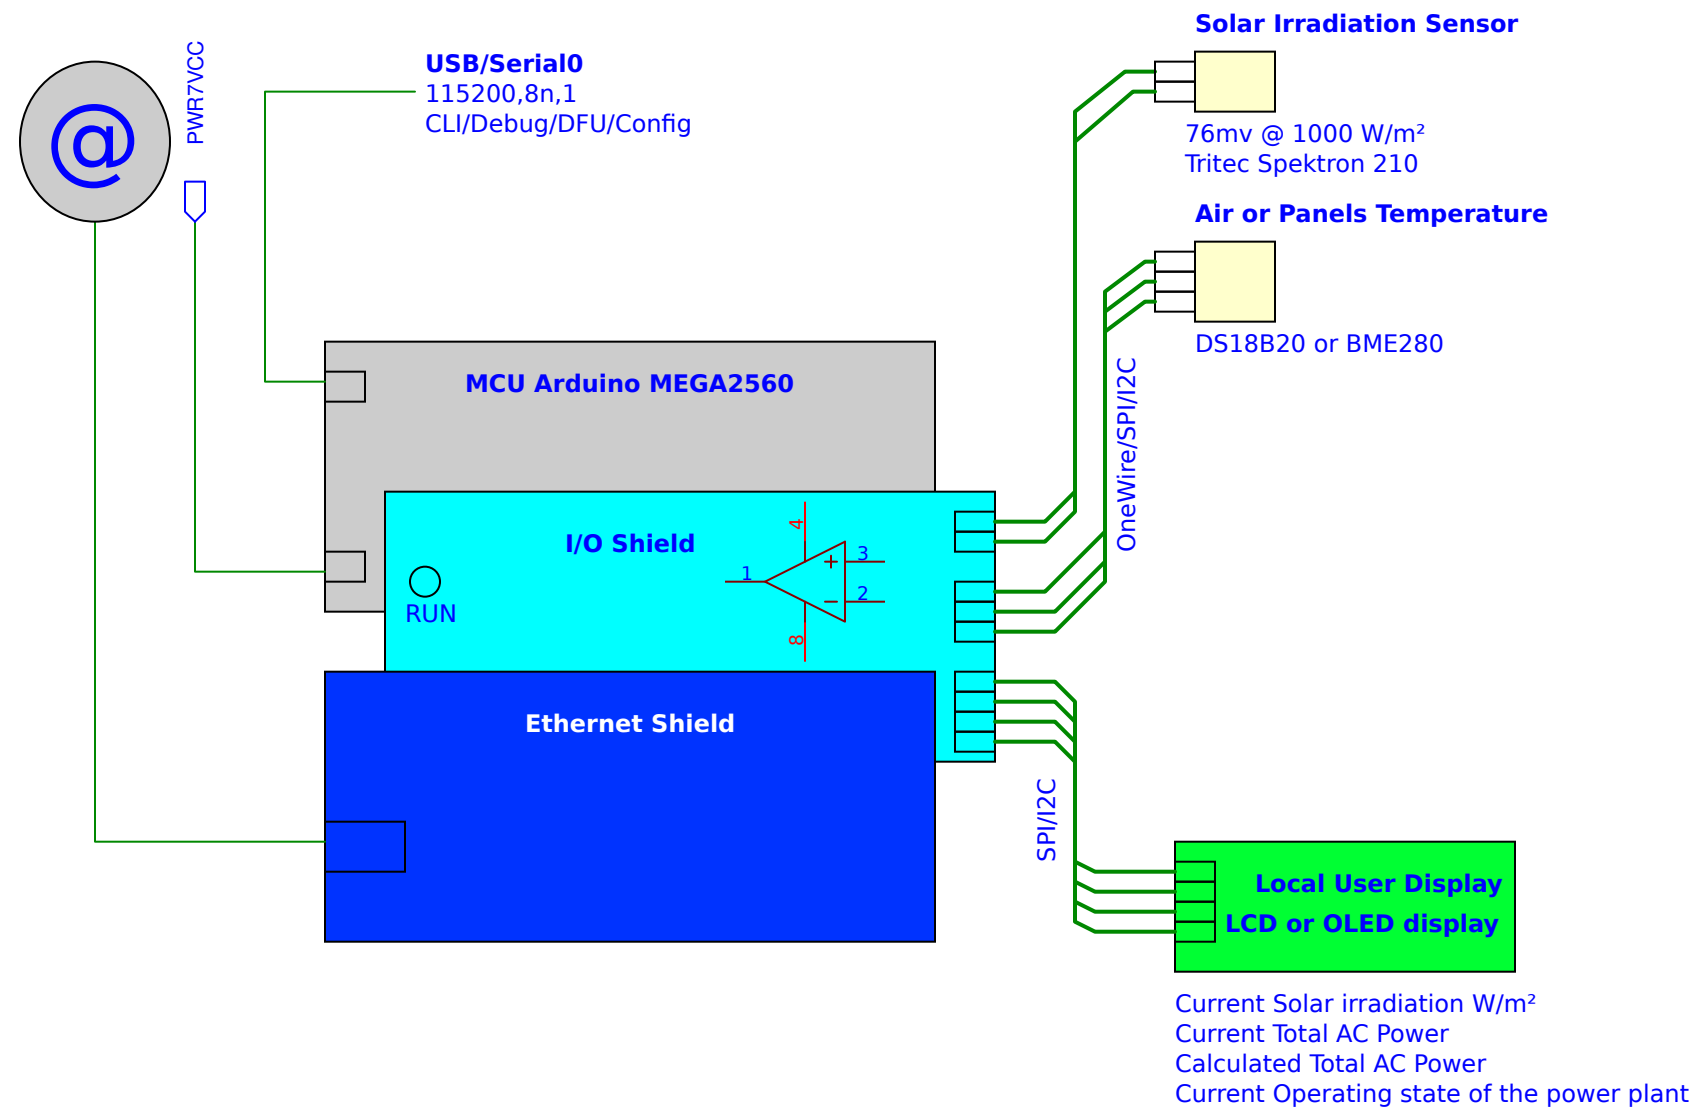 Solar Irradiation Sensor
76mv @ 1000 W/m²
Tritec Spektron 210
Air or Panels Temperature
DS18B20 or BME280
OneWire/SPI/I2C
@
PWR7VCC
USB/Serial0
115200,8n,1
CLI/Debug/DFU/Config
MCU Arduino MEGA2560
I/O Shield
RUN
4
+ 3
1
− 2
8
Ethernet Shield
SPI/I2C
Local User Display
LCD or OLED display
Current Solar irradiation W/m²
Current Total AC Power
Calculated Total AC Power
Current Operating state of the power plant